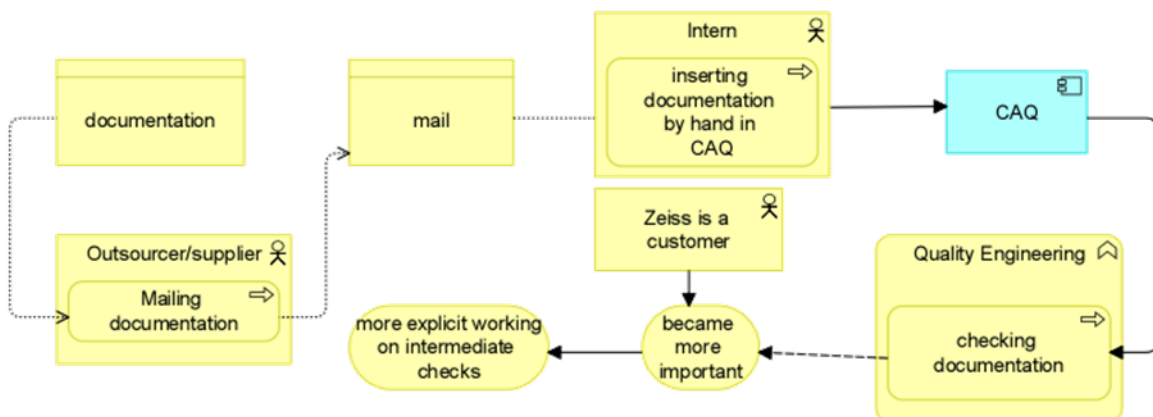 documentation
mail
Intern
inserting
documentation
by hand in
CAQ
CAQ
Outsourcer/supplier
Mailing
documentation
Zeiss is a
customer
Quality Engineering
checking
documentation
became
more
important
more explicit working
on intermediate
checks